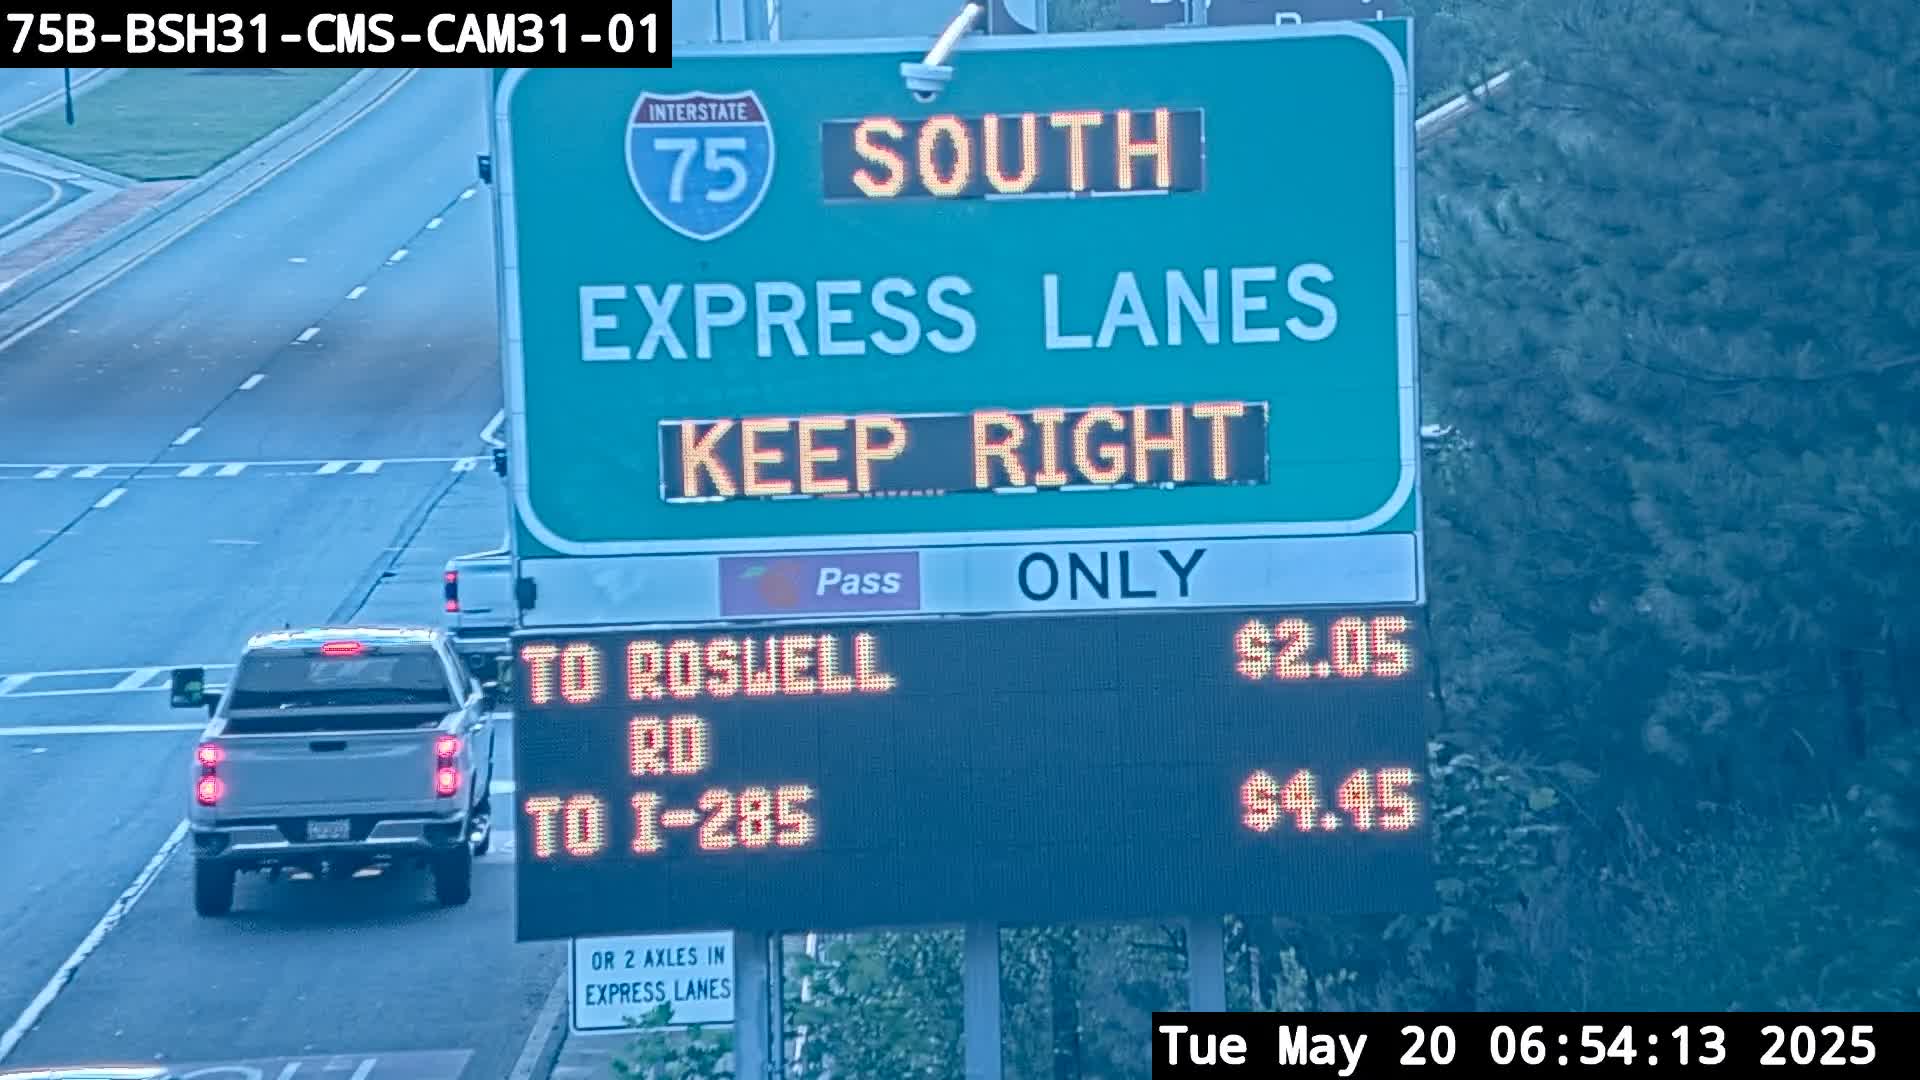 75B-BSH31-CMS-CAM31-01
INTERSTATE
75
SOUTH
EXPRESS LANES
KEEP RIGHT
Pass ONLY
TO ROSWELL $2.05
RD
TO I-285 $4.45
OR 2 AXLES IN
EXPRESS LANES
Tue May 20 06:54:13 2025